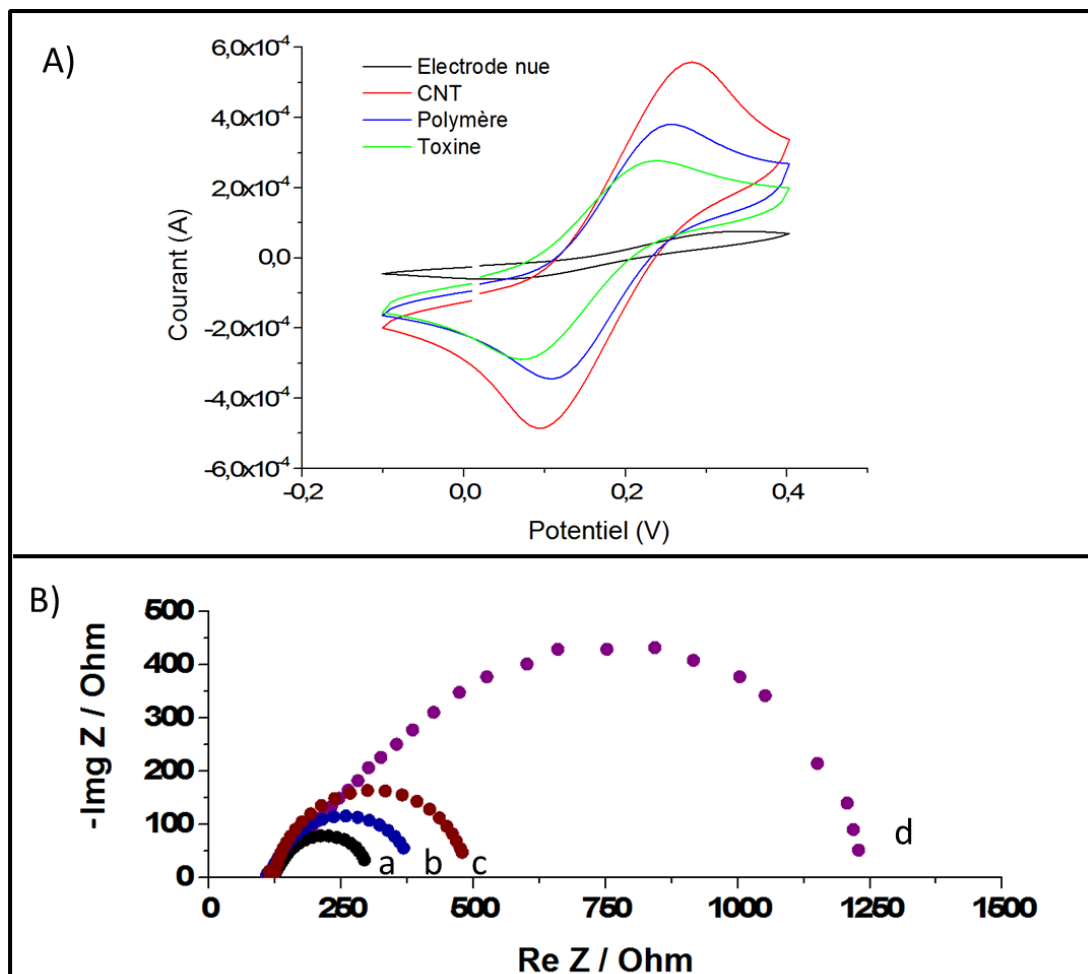 A)
6,0x10⁻⁴
4,0x10⁻⁴
2,0x10⁻⁴
0,0
-2,0x10⁻⁴
-4,0x10⁻⁴
-6,0x10⁻⁴
Courant (A)
Electrode nue
CNT
Polymère
Toxine
-0,2 0,0 0,2 0,4
Potentiel (V)
B)
500
400
300
200
100
0
-Img Z / Ohm
a b c d
0 250 500 750 1000 1250 1500
Re Z / Ohm